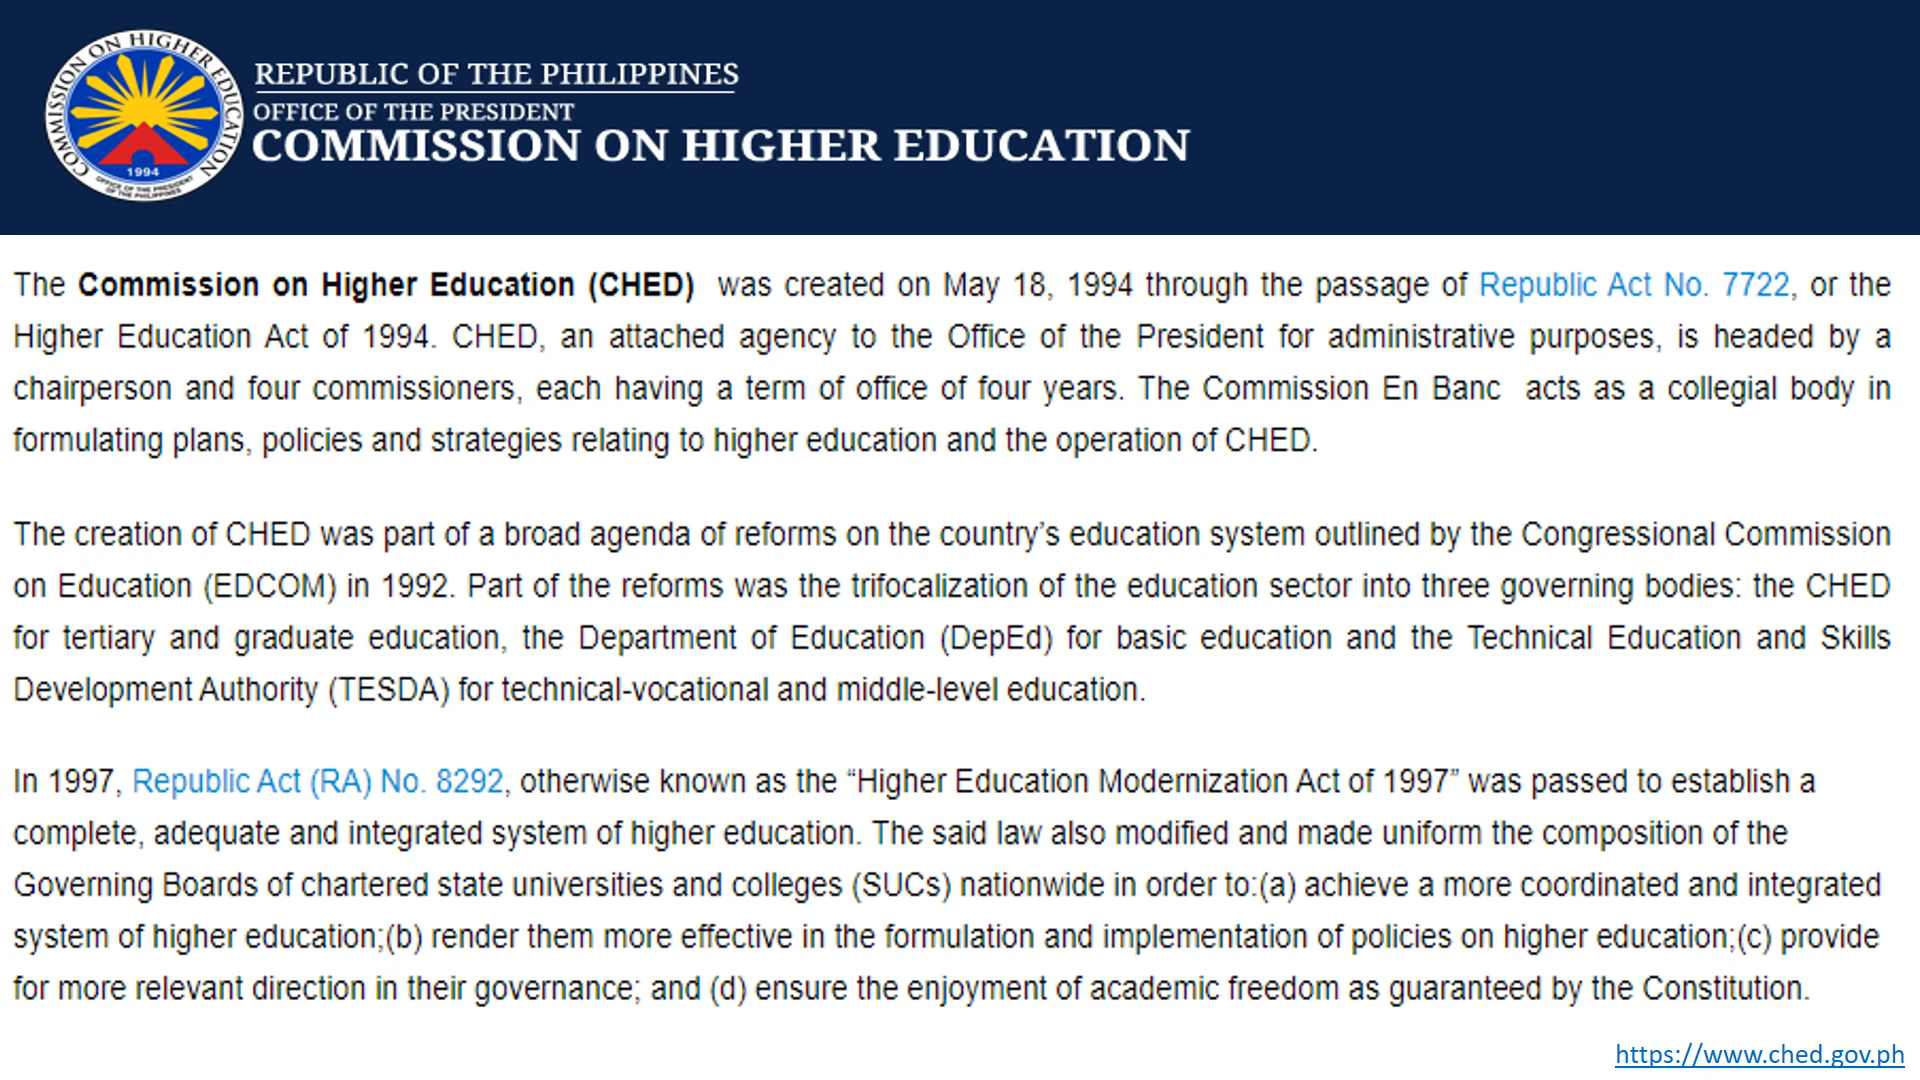 COMMISSION ON HIGHER EDUCATION
1994
OFFICE OF THE PRESIDENT
OF THE PHILIPPINES
REPUBLIC OF THE PHILIPPINES
OFFICE OF THE PRESIDENT
COMMISSION ON HIGHER EDUCATION
The Commission on Higher Education (CHED) was created on May 18, 1994 through the passage of Republic Act No. 7722, or the
Higher Education Act of 1994. CHED, an attached agency to the Office of the President for administrative purposes, is headed by a
chairperson and four commissioners, each having a term of office of four years. The Commission En Banc acts as a collegial body in
formulating plans, policies and strategies relating to higher education and the operation of CHED.
The creation of CHED was part of a broad agenda of reforms on the country’s education system outlined by the Congressional Commission
on Education (EDCOM) in 1992. Part of the reforms was the trifocalization of the education sector into three governing bodies: the CHED
for tertiary and graduate education, the Department of Education (DepEd) for basic education and the Technical Education and Skills
Development Authority (TESDA) for technical-vocational and middle-level education.
In 1997, Republic Act (RA) No. 8292, otherwise known as the “Higher Education Modernization Act of 1997” was passed to establish a
complete, adequate and integrated system of higher education. The said law also modified and made uniform the composition of the
Governing Boards of chartered state universities and colleges (SUCs) nationwide in order to:(a) achieve a more coordinated and integrated
system of higher education;(b) render them more effective in the formulation and implementation of policies on higher education;(c) provide
for more relevant direction in their governance; and (d) ensure the enjoyment of academic freedom as guaranteed by the Constitution.
https://www.ched.gov.ph